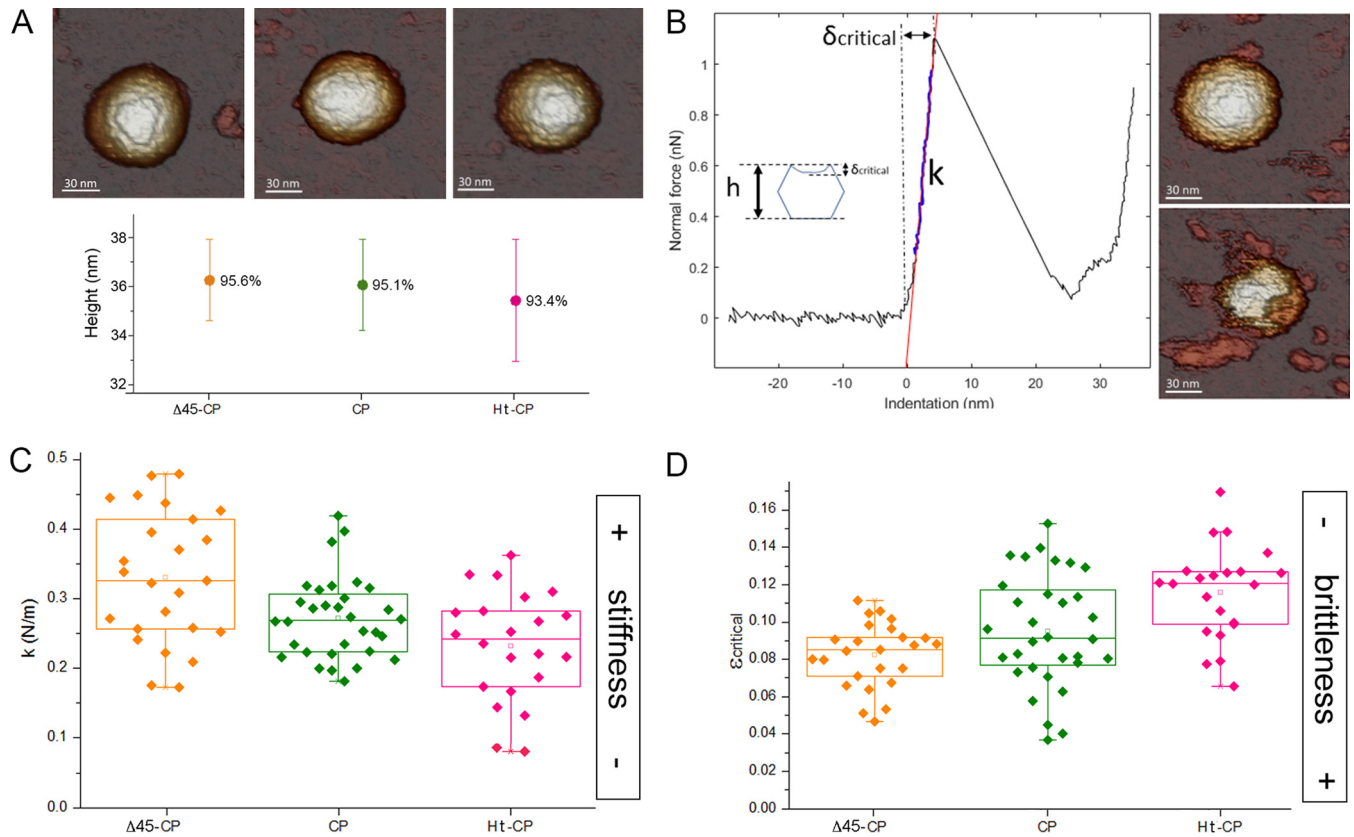 A
30 nm
30 nm
30 nm
Height (nm)
38
36
34
32
95.6%
95.1%
93.4%
Δ45-CP CP Ht-CP
B
Normal force (nN)
1
0.8
0.6
0.4
0.2
0
δcritical
k
h
δcritical
-20 -10 0 10 20 30
Indentation (nm)
30 nm
30 nm
C
k (N/m)
0.5
0.4
0.3
0.2
0.1
0.0
Δ45-CP CP Ht-CP
+ stiffness -
D
εcritical
0.16
0.14
0.12
0.10
0.08
0.06
0.04
0.02
0.00
Δ45-CP CP Ht-CP
- brittleness +